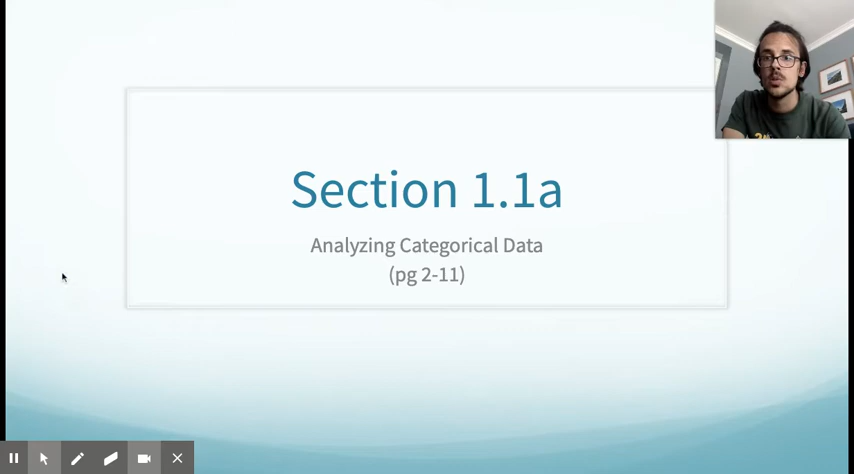 Section 1.1a
Analyzing Categorical Data
(pg 2-11)